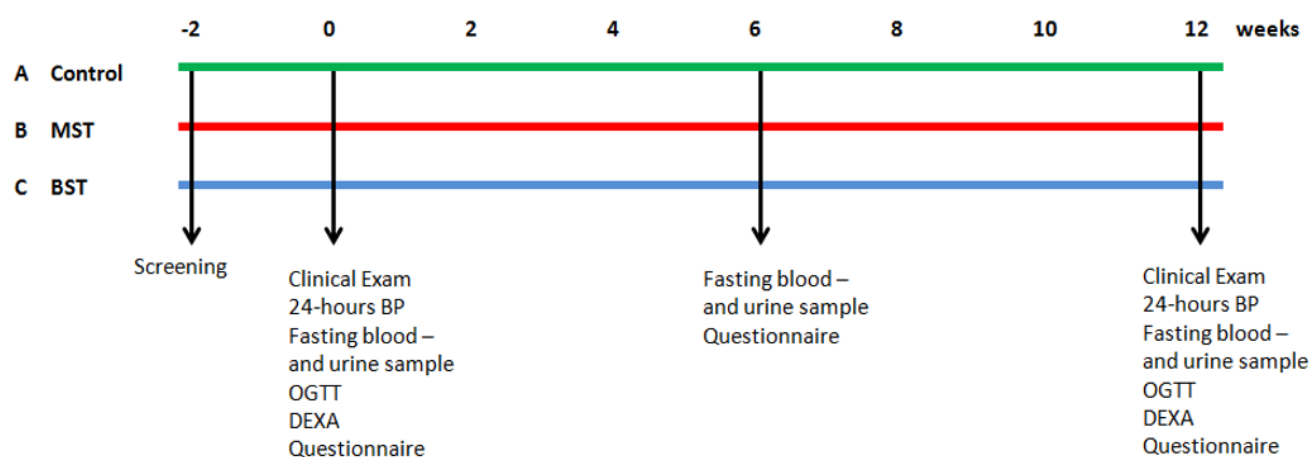 -2 0 2 4 6 8 10 12 weeks
A Control
B MST
C BST
Screening
Clinical Exam
24-hours BP
Fasting blood –
and urine sample
OGTT
DEXA
Questionnaire
Fasting blood –
and urine sample
Questionnaire
Clinical Exam
24-hours BP
Fasting blood –
and urine sample
OGTT
DEXA
Questionnaire